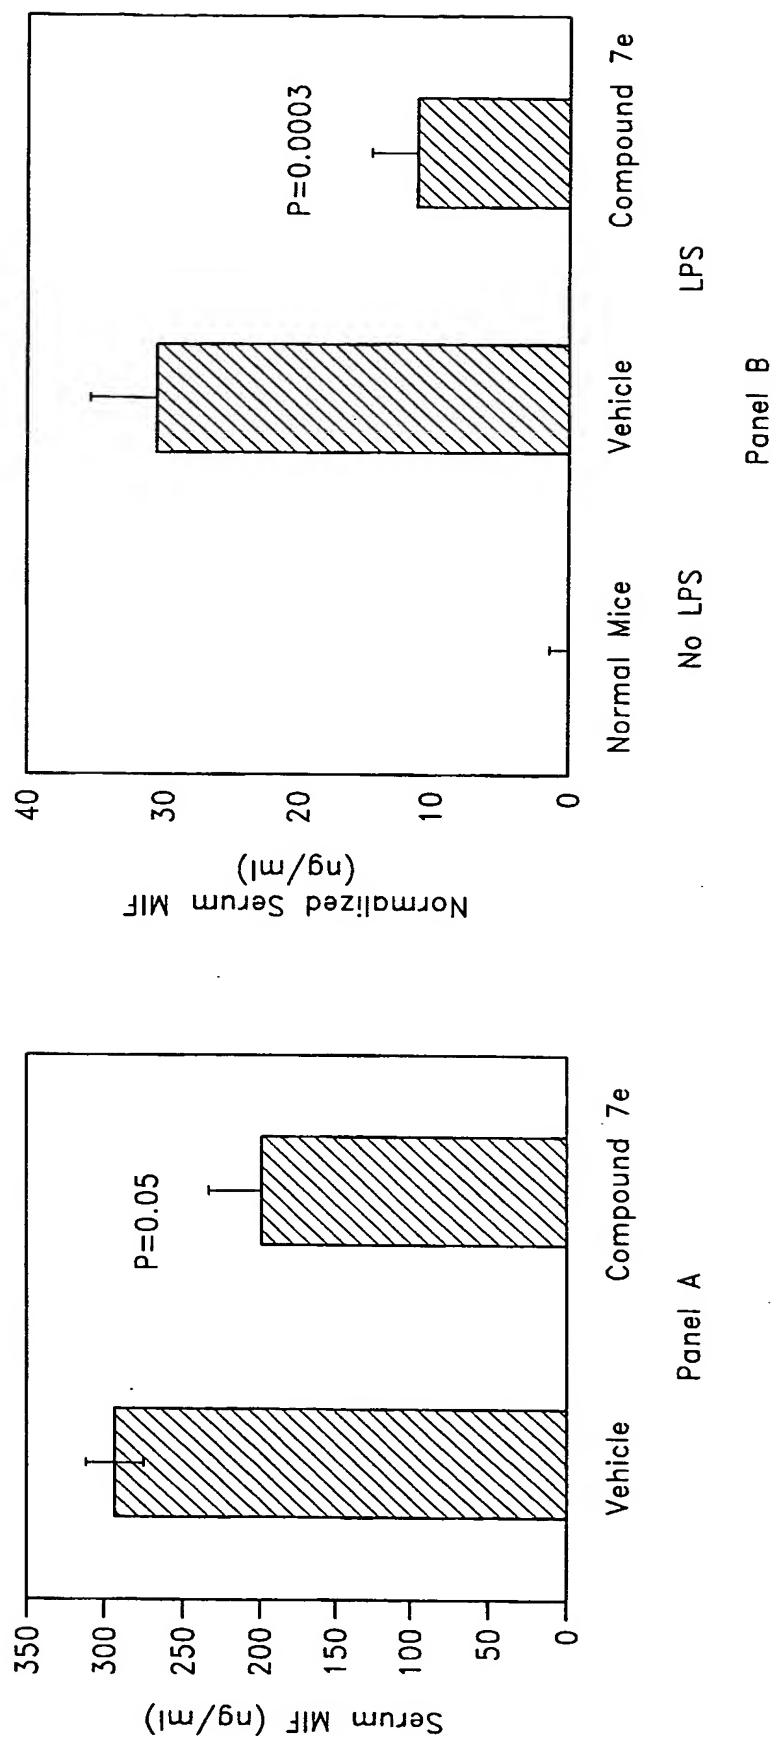 Serum MIF (ng/ml)
350
300
250
200
150
100
50
0
P=0.05
Vehicle
Compound 7e
Panel A
Normalized Serum MIF
(ng/ml)
40
30
20
10
0
P=0.0003
Normal Mice
Vehicle
Compound 7e
No LPS
LPS
Panel B